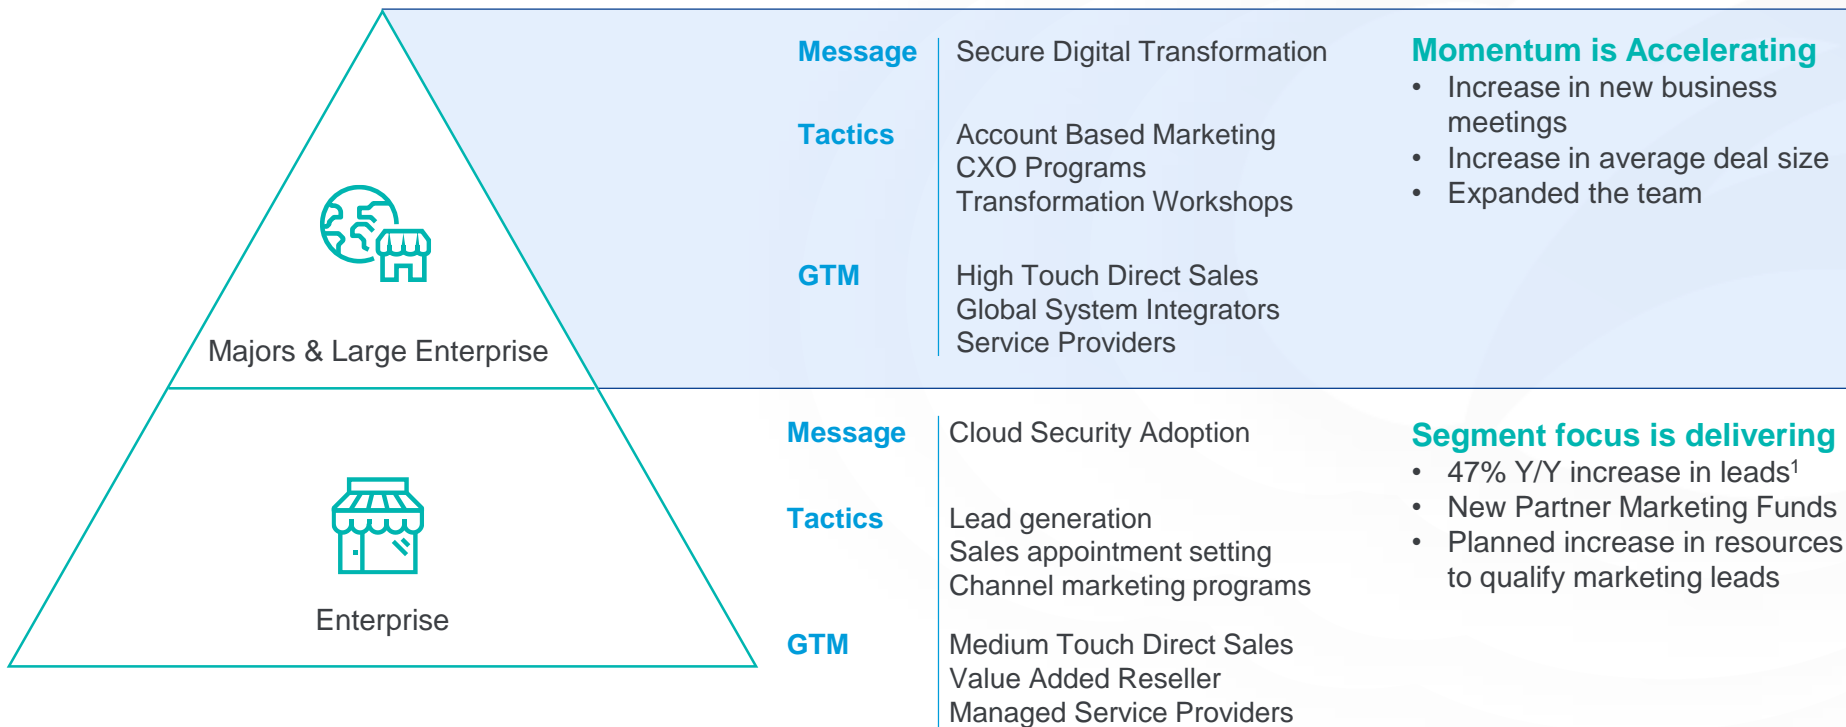 Majors & Large Enterprise
Message
Secure Digital Transformation
Tactics
Account Based Marketing
CXO Programs
Transformation Workshops
GTM
High Touch Direct Sales
Global System Integrators
Service Providers
Momentum is Accelerating
• Increase in new business
meetings
• Increase in average deal size
• Expanded the team
Enterprise
Message
Cloud Security Adoption
Tactics
Lead generation
Sales appointment setting
Channel marketing programs
GTM
Medium Touch Direct Sales
Value Added Reseller
Managed Service Providers
Segment focus is delivering
• 47% Y/Y increase in leads¹
• New Partner Marketing Funds
• Planned increase in resources
to qualify marketing leads